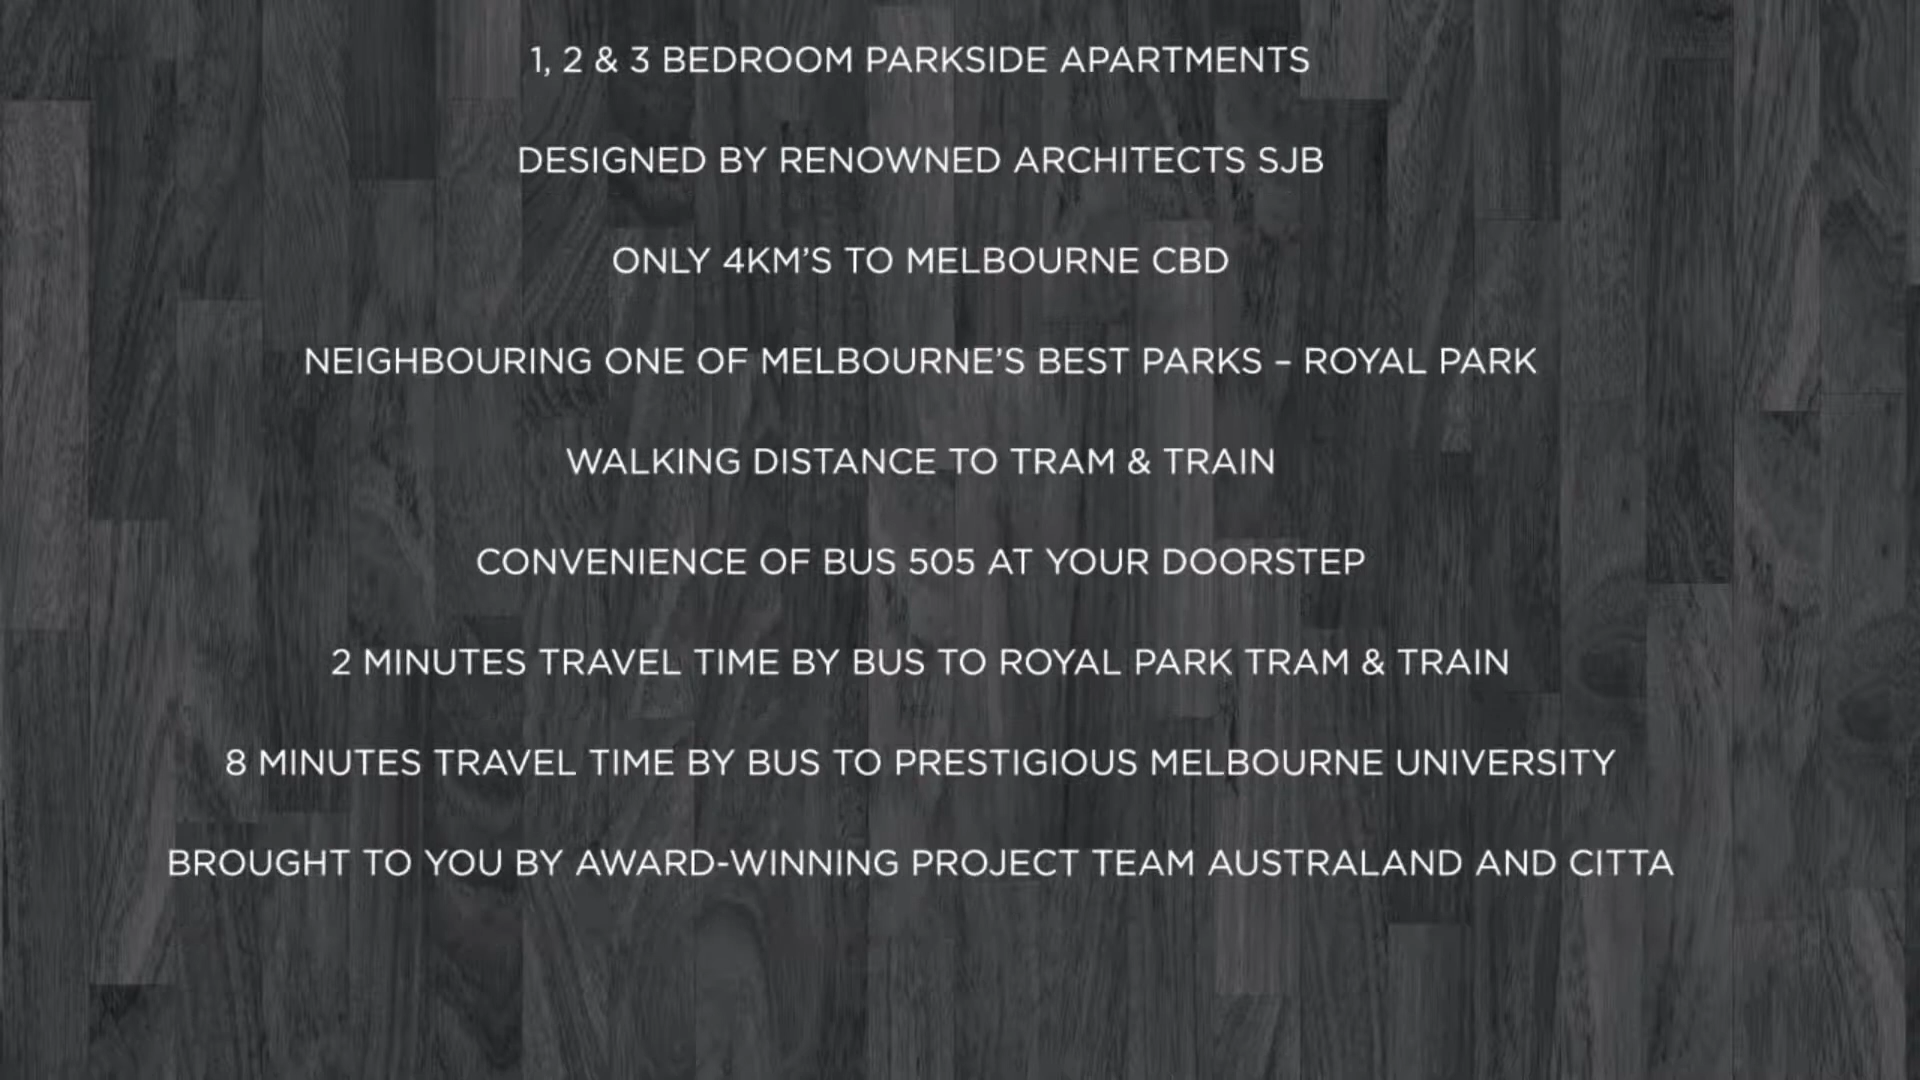 1, 2 & 3 BEDROOM PARKSIDE APARTMENTS
DESIGNED BY RENOWNED ARCHITECTS SJB
ONLY 4KM’S TO MELBOURNE CBD
NEIGHBOURING ONE OF MELBOURNE’S BEST PARKS – ROYAL PARK
WALKING DISTANCE TO TRAM & TRAIN
CONVENIENCE OF BUS 505 AT YOUR DOORSTEP
2 MINUTES TRAVEL TIME BY BUS TO ROYAL PARK TRAM & TRAIN
8 MINUTES TRAVEL TIME BY BUS TO PRESTIGIOUS MELBOURNE UNIVERSITY
BROUGHT TO YOU BY AWARD-WINNING PROJECT TEAM AUSTRALAND AND CITTA